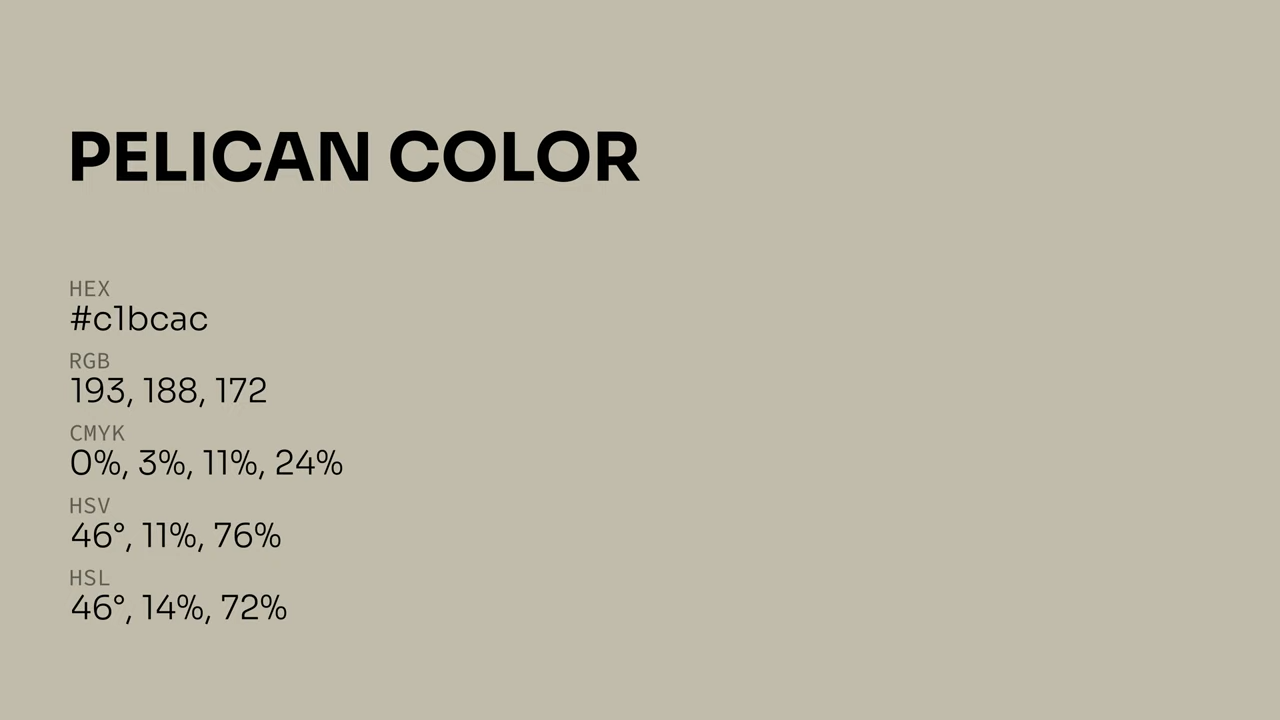 PELICAN COLOR
HEX
#c1bcac
RGB
193, 188, 172
CMYK
0%, 3%, 11%, 24%
HSV
46°, 11%, 76%
HSL
46°, 14%, 72%